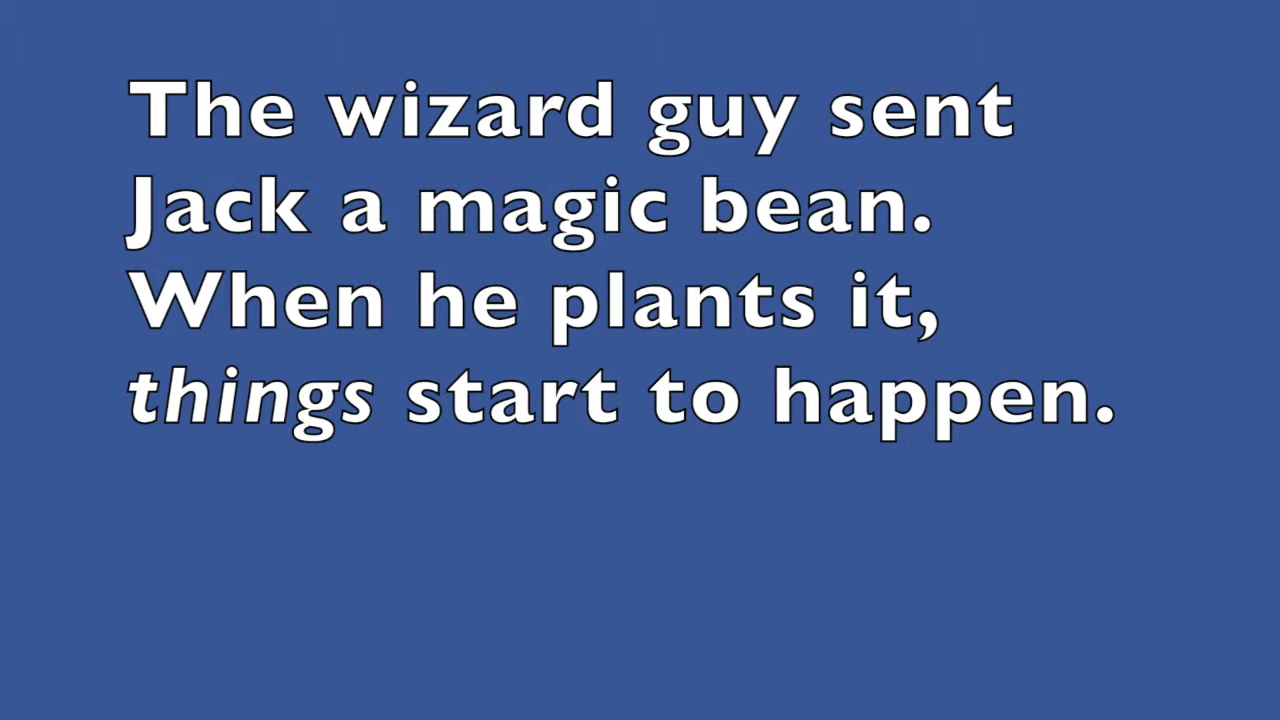 The wizard guy sent
Jack a magic bean.
When he plants it,
things start to happen.